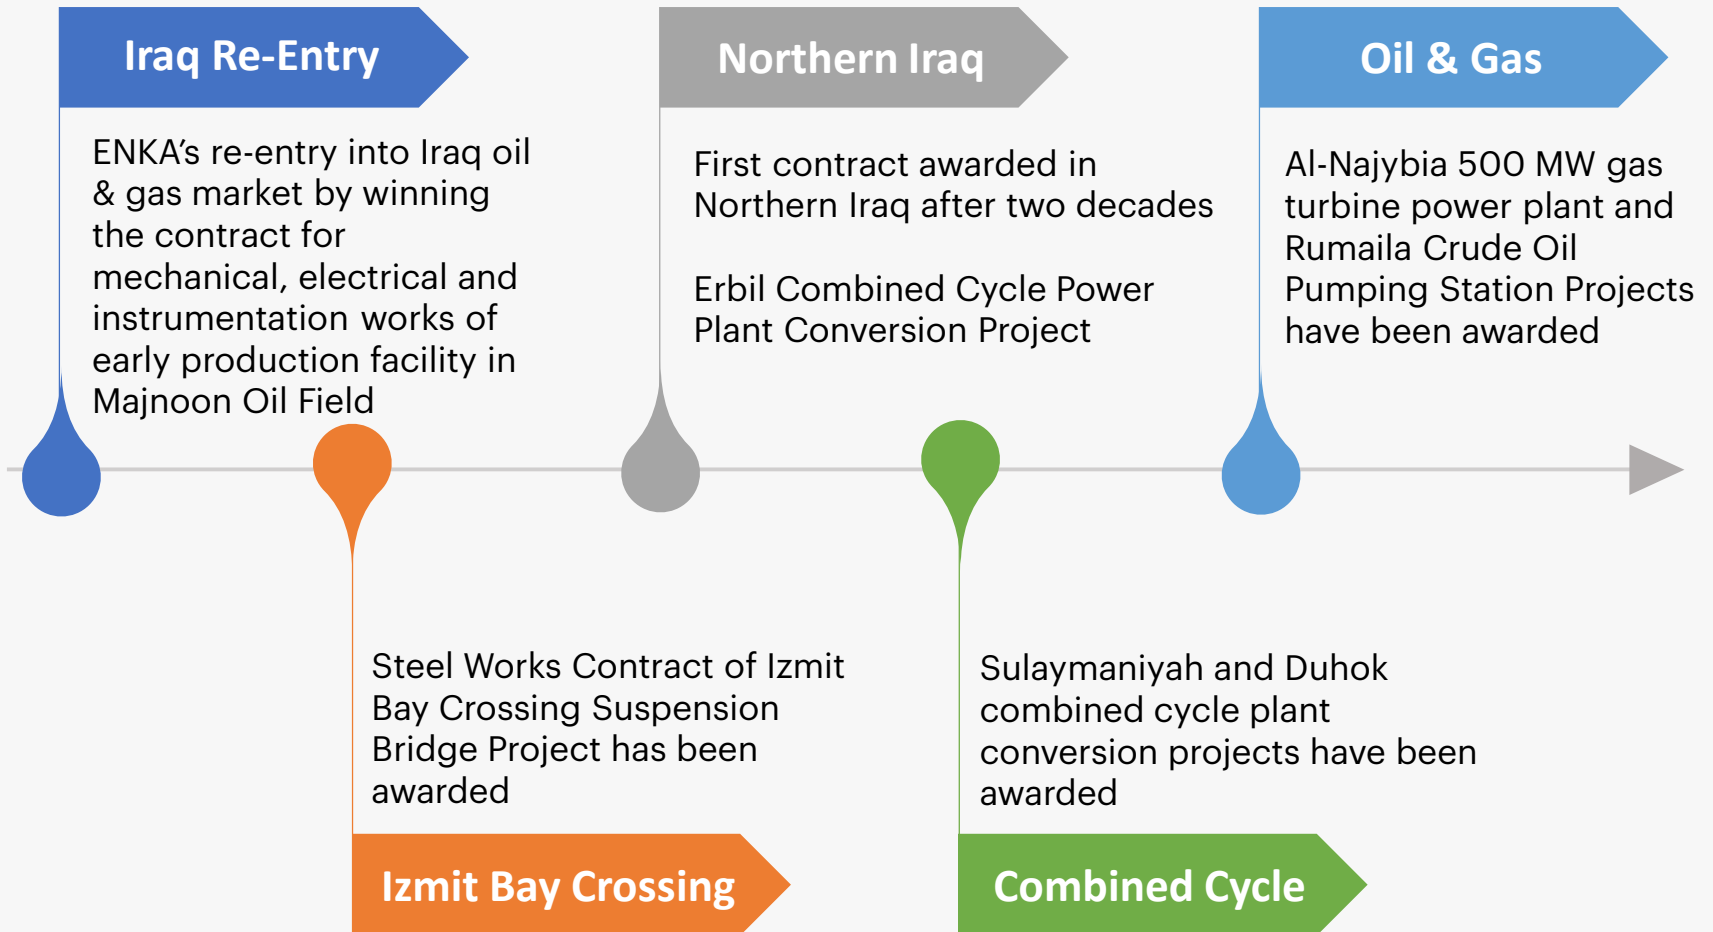 Iraq Re-Entry
ENKA’s re-entry into Iraq oil
& gas market by winning
the contract for
mechanical, electrical and
instrumentation works of
early production facility in
Majnoon Oil Field
Northern Iraq
First contract awarded in
Northern Iraq after two decades
Erbil Combined Cycle Power
Plant Conversion Project
Oil & Gas
Al-Najybia 500 MW gas
turbine power plant and
Rumaila Crude Oil
Pumping Station Projects
have been awarded
Steel Works Contract of Izmit
Bay Crossing Suspension
Bridge Project has been
awarded
Izmit Bay Crossing
Sulaymaniyah and Duhok
combined cycle plant
conversion projects have been
awarded
Combined Cycle